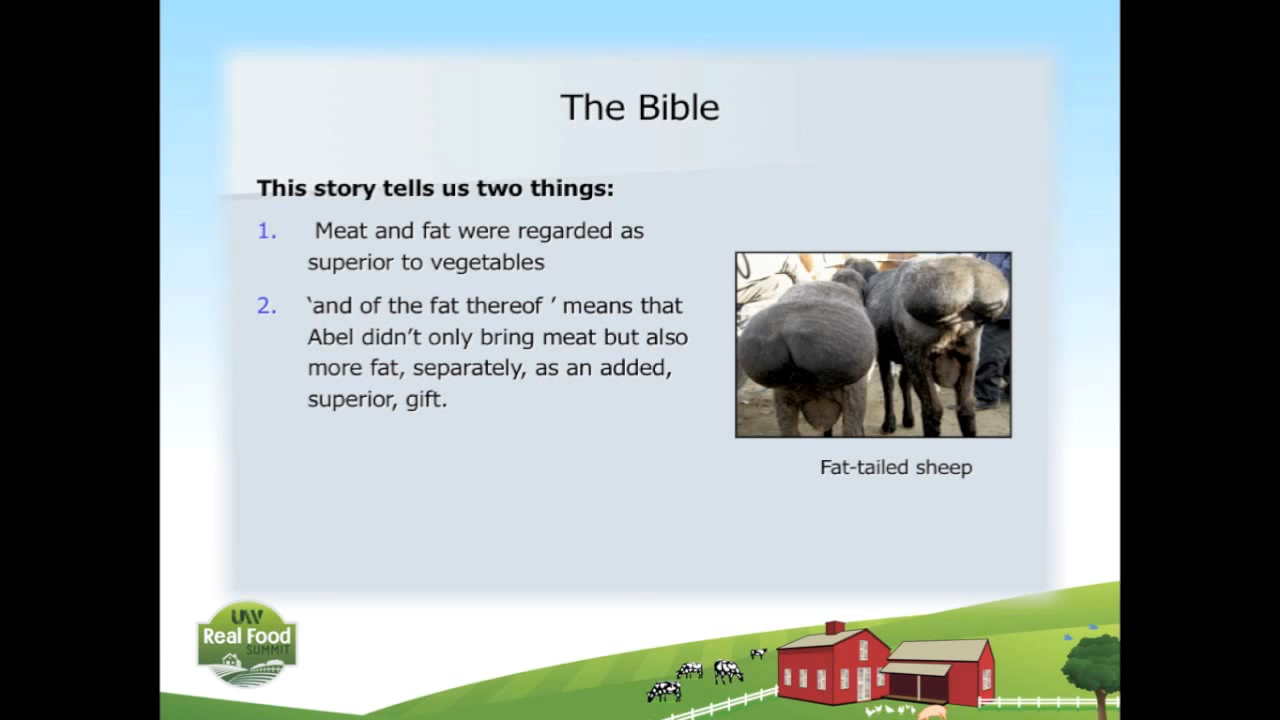 The Bible
This story tells us two things:
1. Meat and fat were regarded as
superior to vegetables
2. ‘and of the fat thereof ’ means that
Abel didn’t only bring meat but also
more fat, separately, as an added,
superior, gift.
Fat-tailed sheep
UW
Real Food
SUMMIT